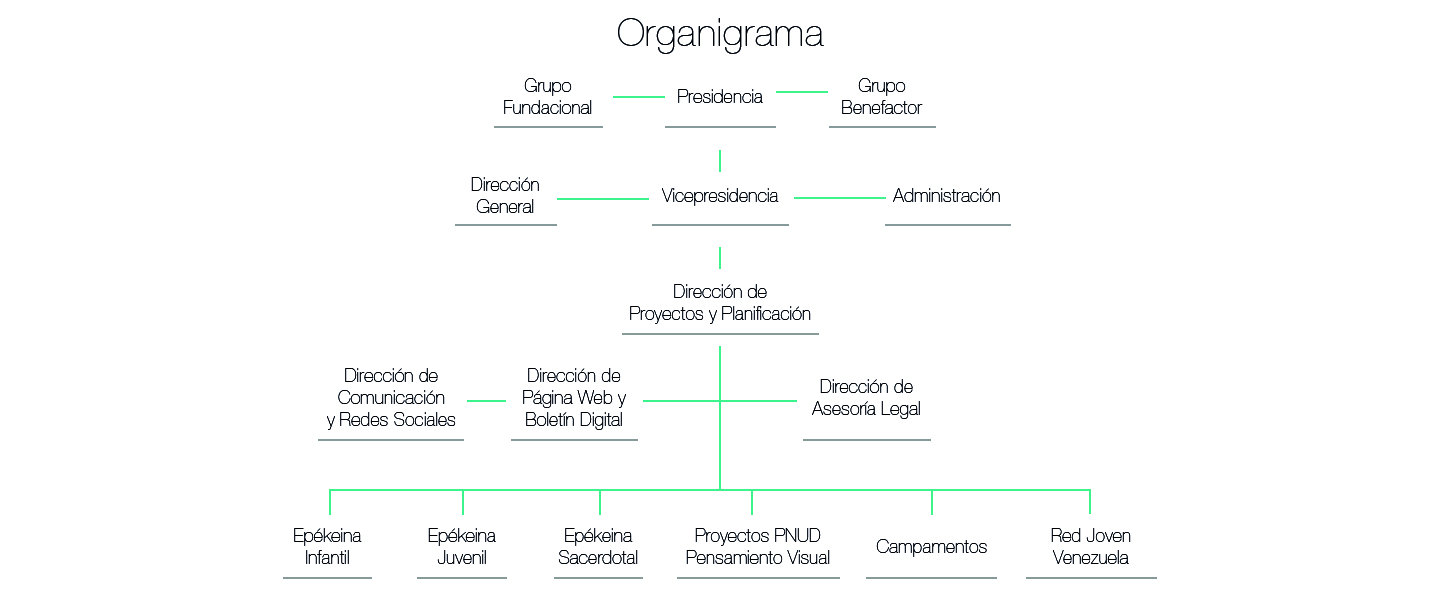 Organigrama
Grupo
Fundacional
Presidencia
Grupo
Benefactor
Dirección
General
Vicepresidencia
Administración
Dirección de
Proyectos y Planificación
Dirección de
Comunicación
y Redes Sociales
Dirección de
Página Web y
Boletín Digital
Dirección de
Asesoría Legal
Epékeina
Infantil
Epékeina
Juvenil
Epékeina
Sacerdotal
Proyectos PNUD
Pensamiento Visual
Campamentos
Red Joven
Venezuela